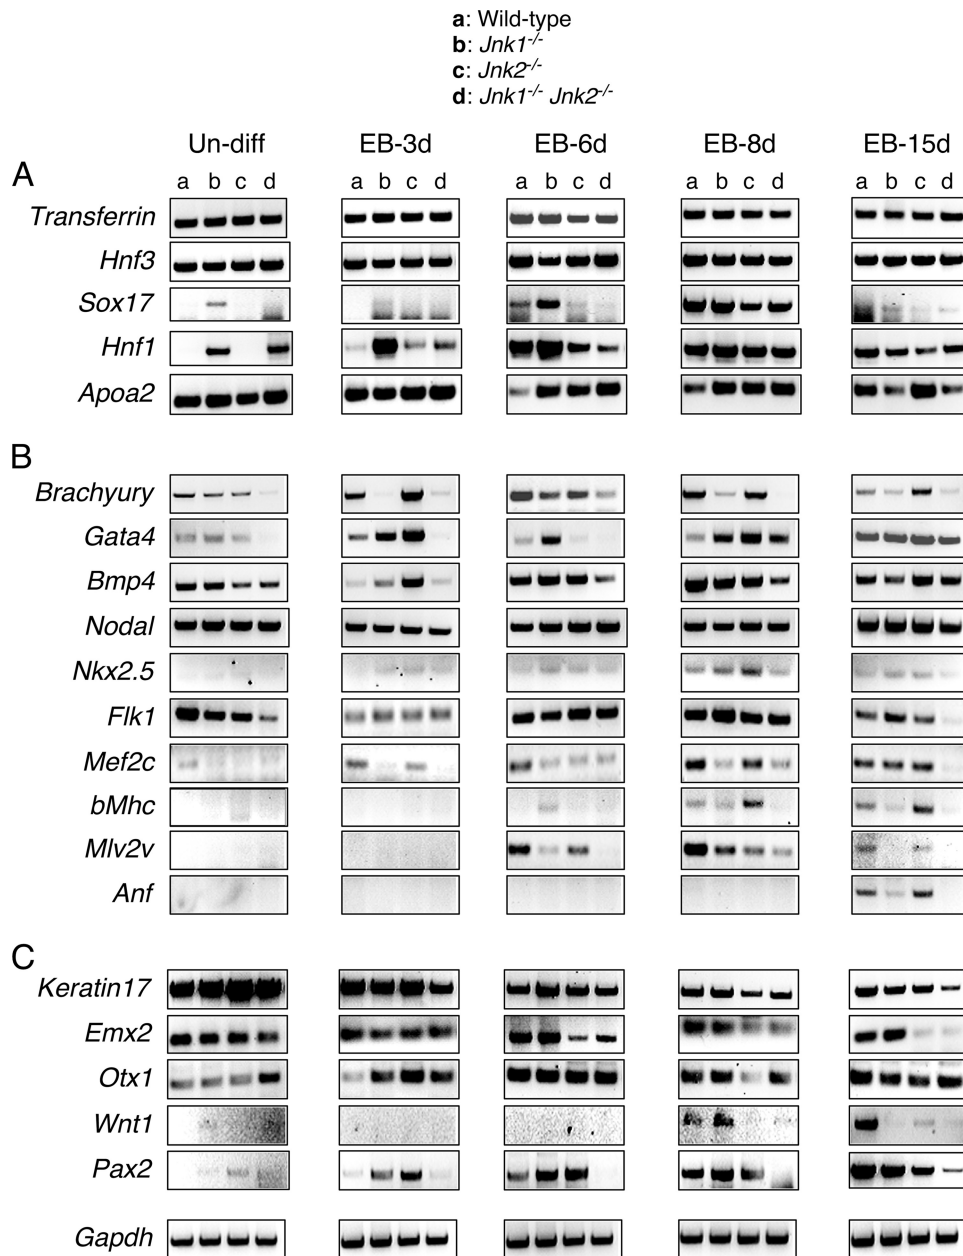 a: Wild-type
b: Jnk1-/-
c: Jnk2-/-
d: Jnk1-/- Jnk2-/-
Un-diff EB-3d EB-6d EB-8d EB-15d
A a b c d a b c d a b c d a b c d a b c d
Transferrin
Hnf3
Sox17
Hnf1
Apoa2
B
Brachyury
Gata4
Bmp4
Nodal
Nkx2.5
Flk1
Mef2c
bMhc
Mlv2v
Anf
C
Keratin17
Emx2
Otx1
Wnt1
Pax2
Gapdh